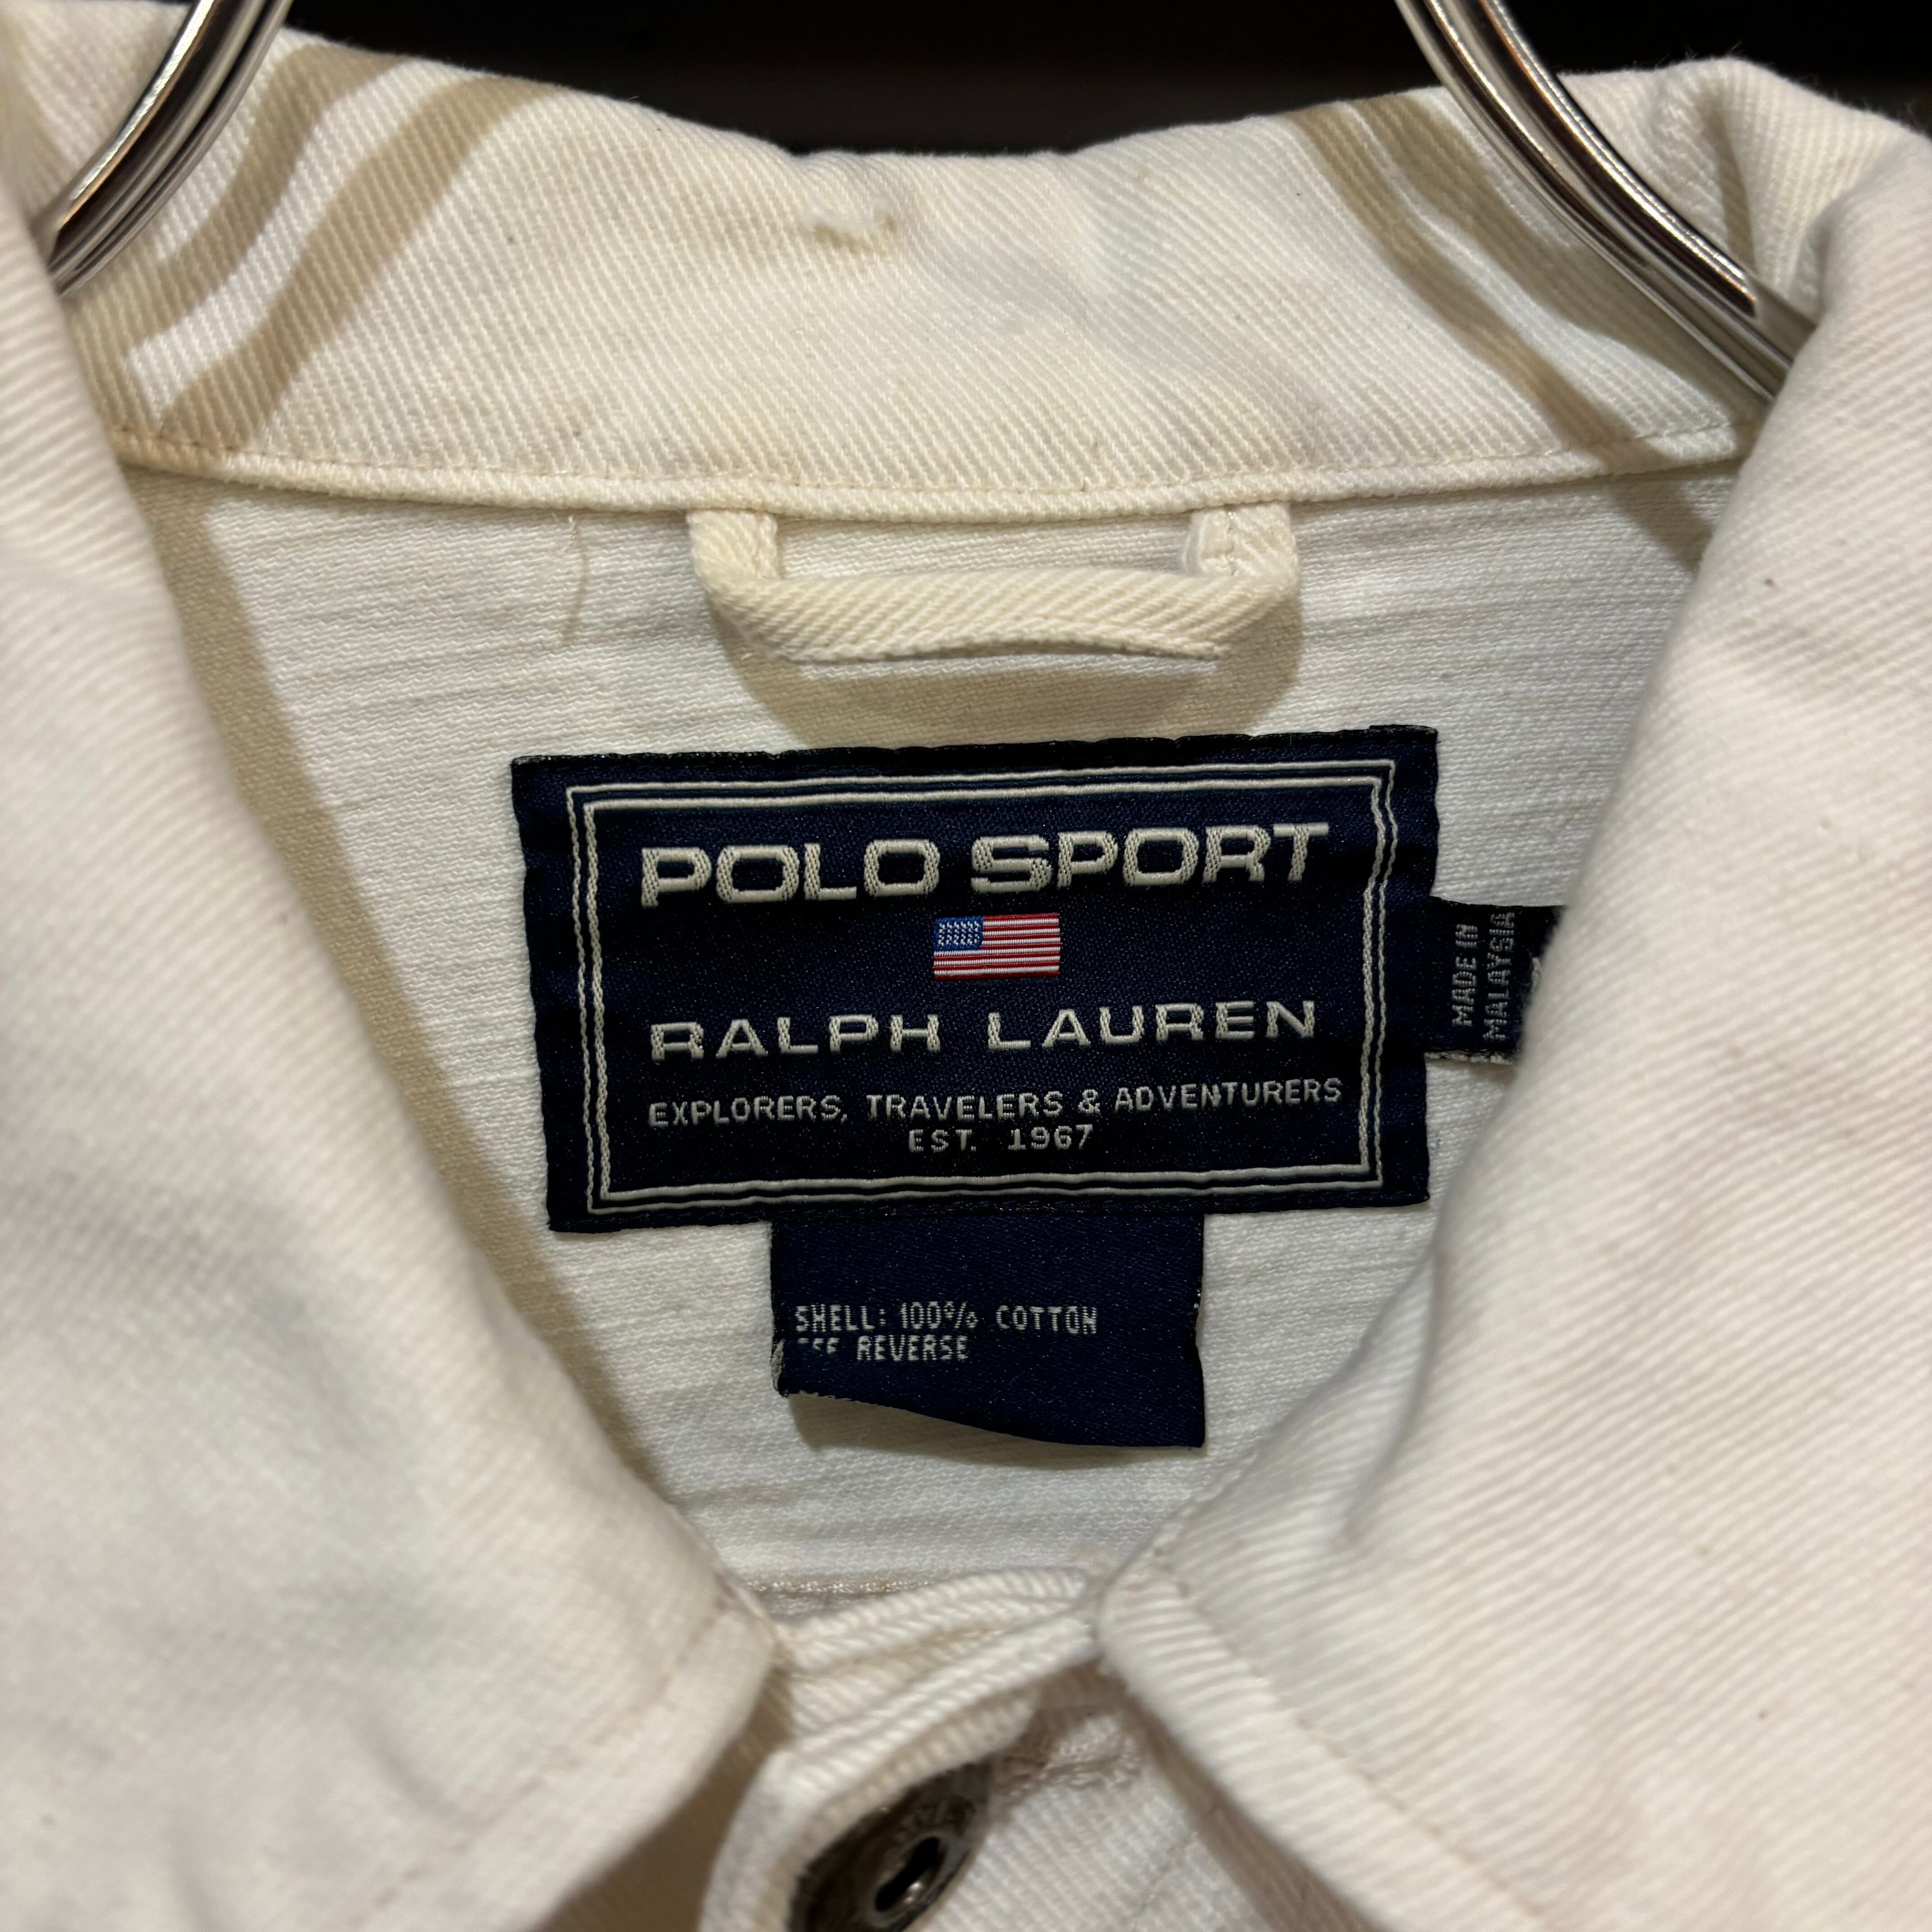 POLO SPORT
RALPH LAUREN
EXPLORERS, TRAVELERS & ADVENTURERS
EST. 1967
MADE IN
MALAYSIA
SHELL: 100% COTTON
REVERSE